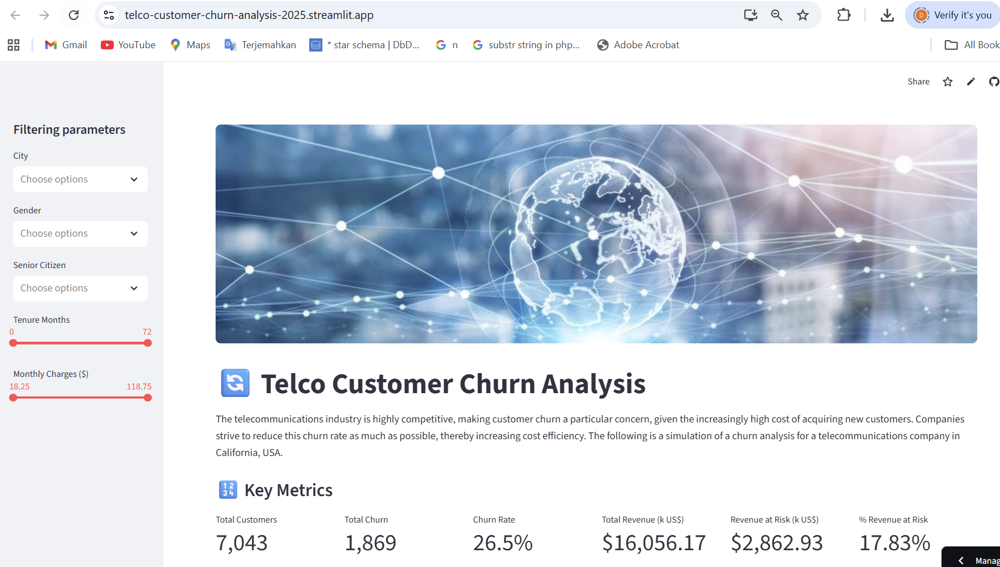 telco-customer-churn-analysis-2025.streamlit.app
D Verify it's you
Gmail YouTube Maps Terjemahkan * star schema | DbD... n substr string in php... Adobe Acrobat All Book
Share
Filtering parameters
City
Choose options
Gender
Choose options
Senior Citizen
Choose options
Tenure Months
0 72
Monthly Charges ($)
18.25 118.75
Telco Customer Churn Analysis
The telecommunications industry is highly competitive, making customer churn a particular concern, given the increasingly high cost of acquiring new customers. Companies
strive to reduce this churn rate as much as possible, thereby increasing cost efficiency. The following is a simulation of a churn analysis for a telecommunications company in
California, USA.
1 2 3 4 Key Metrics
Total Customers Total Churn Churn Rate Total Revenue (k US$) Revenue at Risk (k US$) % Revenue at Risk
7,043 1,869 26.5% $16,056.17 $2,862.93 17.83%
Manag